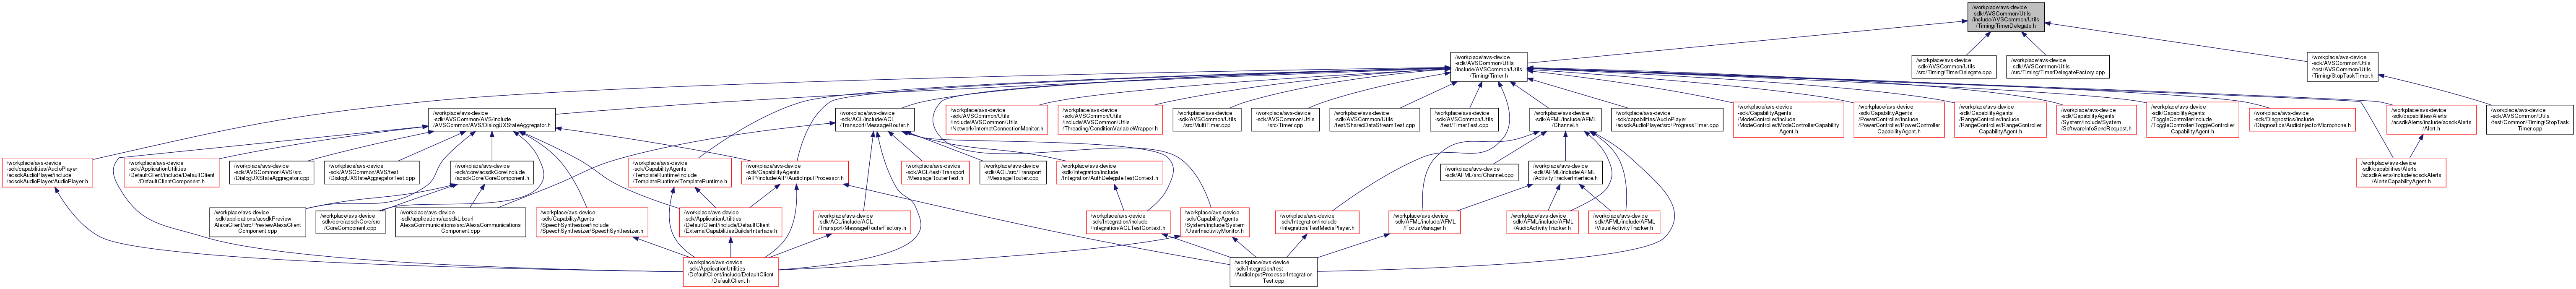 /workplace/avs-device
-sdk/AVSCommon/Utils
/include/AVSCommon/Utils
/Timing/TimerDelegate.h
/workplace/avs-device
-sdk/AVSCommon/Utils
/include/AVSCommon/Utils
/Timing/Timer.h
/workplace/avs-device
-sdk/AVSCommon/Utils
/src/Timing/TimerDelegate.cpp
/workplace/avs-device
-sdk/AVSCommon/Utils
/src/Timing/TimerDelegateFactory.cpp
/workplace/avs-device
-sdk/AVSCommon/Utils
/test/AVSCommon/Utils
/Timing/StopTaskTimer.h
/workplace/avs-device
-sdk/AVSCommon/AVS/include
/AVSCommon/AVS/DialogUXStateAggregator.h
/workplace/avs-device
-sdk/ACL/include/ACL
/Transport/MessageRouter.h
/workplace/avs-device
-sdk/AVSCommon/Utils
/include/AVSCommon/Utils
/Network/InternetConnectionMonitor.h
/workplace/avs-device
-sdk/AVSCommon/Utils
/include/AVSCommon/Utils
/Threading/ConditionVariableWrapper.h
/workplace/avs-device
-sdk/AVSCommon/Utils
/src/MultiTimer.cpp
/workplace/avs-device
-sdk/AVSCommon/Utils
/src/Timer.cpp
/workplace/avs-device
-sdk/AVSCommon/Utils
/test/SharedDataStreamTest.cpp
/workplace/avs-device
-sdk/AVSCommon/Utils
/test/TimerTest.cpp
/workplace/avs-device
-sdk/AFML/include/AFML
/Channel.h
/workplace/avs-device
-sdk/capabilities/AudioPlayer
/acsdkAudioPlayer/src/ProgressTimer.cpp
/workplace/avs-device
-sdk/CapabilityAgents
/ModeController/include
/ModeController/ModeControllerCapability
Agent.h
/workplace/avs-device
-sdk/CapabilityAgents
/PowerController/include
/PowerController/PowerController
CapabilityAgent.h
/workplace/avs-device
-sdk/CapabilityAgents
/RangeController/include
/RangeController/RangeController
CapabilityAgent.h
/workplace/avs-device
-sdk/CapabilityAgents
/System/include/System
/SoftwareInfoSendRequest.h
/workplace/avs-device
-sdk/CapabilityAgents
/ToggleController/include
/ToggleController/ToggleController
CapabilityAgent.h
/workplace/avs-device
-sdk/Diagnostics/include
/Diagnostics/AudioInjectorMicrophone.h
/workplace/avs-device
-sdk/capabilities/Alerts
/acsdkAlerts/include/acsdkAlerts
/Alert.h
/workplace/avs-device
-sdk/AVSCommon/Utils
/test/Common/Timing/StopTask
Timer.cpp
/workplace/avs-device
-sdk/capabilities/AudioPlayer
/acsdkAudioPlayer/include
/acsdkAudioPlayer/AudioPlayer.h
/workplace/avs-device
-sdk/ApplicationUtilities
/DefaultClient/include/DefaultClient
/DefaultClientComponent.h
/workplace/avs-device
-sdk/AVSCommon/AVS/src
/DialogUXStateAggregator.cpp
/workplace/avs-device
-sdk/AVSCommon/AVS/test
/DialogUXStateAggregatorTest.cpp
/workplace/avs-device
-sdk/core/acsdkCore/include
/acsdkCore/CoreComponent.h
/workplace/avs-device
-sdk/CapabilityAgents
/TemplateRuntime/include
/TemplateRuntime/TemplateRuntime.h
/workplace/avs-device
-sdk/CapabilityAgents
/AIP/include/AIP/AudioInputProcessor.h
/workplace/avs-device
-sdk/ACL/test/Transport
/MessageRouterTest.h
/workplace/avs-device
-sdk/ACL/src/Transport
/MessageRouter.cpp
/workplace/avs-device
-sdk/Integration/include
/Integration/AuthDelegateTestContext.h
/workplace/avs-device
-sdk/AFML/src/Channel.cpp
/workplace/avs-device
-sdk/AFML/include/AFML
/ActivityTrackerInterface.h
/workplace/avs-device
-sdk/capabilities/Alerts
/acsdkAlerts/include/acsdkAlerts
/AlertsCapabilityAgent.h
/workplace/avs-device
-sdk/applications/acsdkPreview
AlexaClient/src/PreviewAlexaClient
Component.cpp
/workplace/avs-device
-sdk/core/acsdkCore/src
/CoreComponent.cpp
/workplace/avs-device
-sdk/applications/acsdkLibcurl
AlexaCommunications/src/AlexaCommunications
Component.cpp
/workplace/avs-device
-sdk/CapabilityAgents
/SpeechSynthesizer/include
/SpeechSynthesizer/SpeechSynthesizer.h
/workplace/avs-device
-sdk/ApplicationUtilities
/DefaultClient/include/DefaultClient
/ExternalCapabilitiesBuilderInterface.h
/workplace/avs-device
-sdk/ACL/include/ACL
/Transport/MessageRouterFactory.h
/workplace/avs-device
-sdk/Integration/include
/Integration/ACLTestContext.h
/workplace/avs-device
-sdk/CapabilityAgents
/System/include/System
/UserInactivityMonitor.h
/workplace/avs-device
-sdk/Integration/include
/Integration/TestMediaPlayer.h
/workplace/avs-device
-sdk/AFML/include/AFML
/FocusManager.h
/workplace/avs-device
-sdk/AFML/include/AFML
/AudioActivityTracker.h
/workplace/avs-device
-sdk/AFML/include/AFML
/VisualActivityTracker.h
/workplace/avs-device
-sdk/ApplicationUtilities
/DefaultClient/include/DefaultClient
/DefaultClient.h
/workplace/avs-device
-sdk/Integration/test
/AudioInputProcessorIntegration
Test.cpp